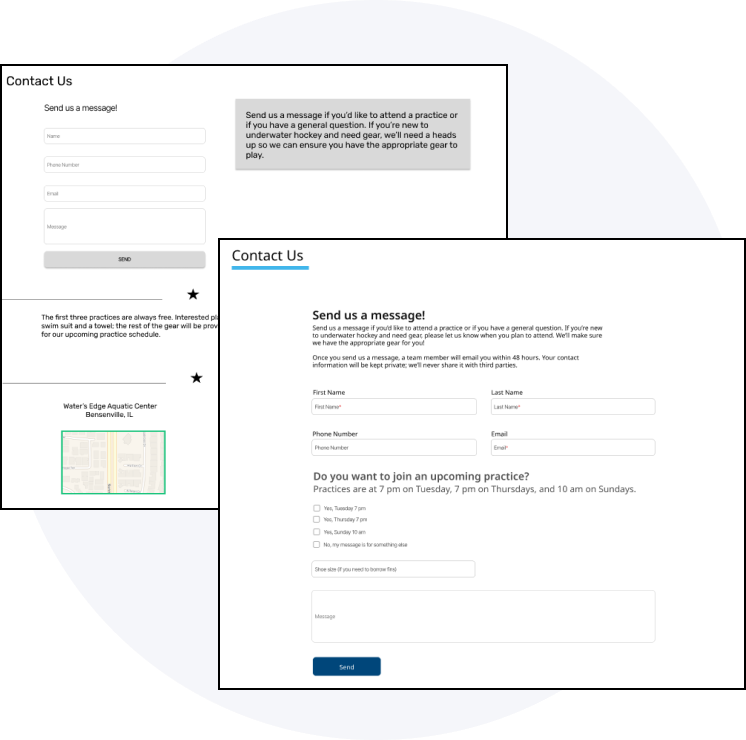 Contact Us
Send us a message!
Name
Phone Number
Email
Message
SEND
Send us a message if you'd like to attend a practice or
if you have a general question. If you're new to
underwater hockey and need gear, we'll need a heads
up so we can ensure you have the appropriate gear to
play.
The first three practices are always free. Interested
swim suit and a towel; the rest of the gear will be
for our upcoming practice schedule.
Water's Edge Aquatic Center
Bensenville, IL
Contact Us
Send us a message!
Send us a message if you'd like to attend a practice or if you have a general question. If you're new
to underwater hockey and need gear, please let us know when you plan to attend. We'll make sure
we have the appropriate gear for you!
Once you send us a message, a team member will email you within 48 hours. Your contact
information will be kept private; we'll never share it with third parties.
First Name
Last Name
First Name*
Last Name*
Phone Number
Email
Phone Number
Email*
Do you want to join an upcoming practice?
Practices are at 7 pm on Tuesday, 7 pm on Thursdays, and 10 am on Sundays.
Yes, Tuesday 7 pm
Yes, Thursday 7 pm
Yes, Sunday 10 am
No, my message is for something else
Shoe size (if you need to borrow fins)
Message
Send